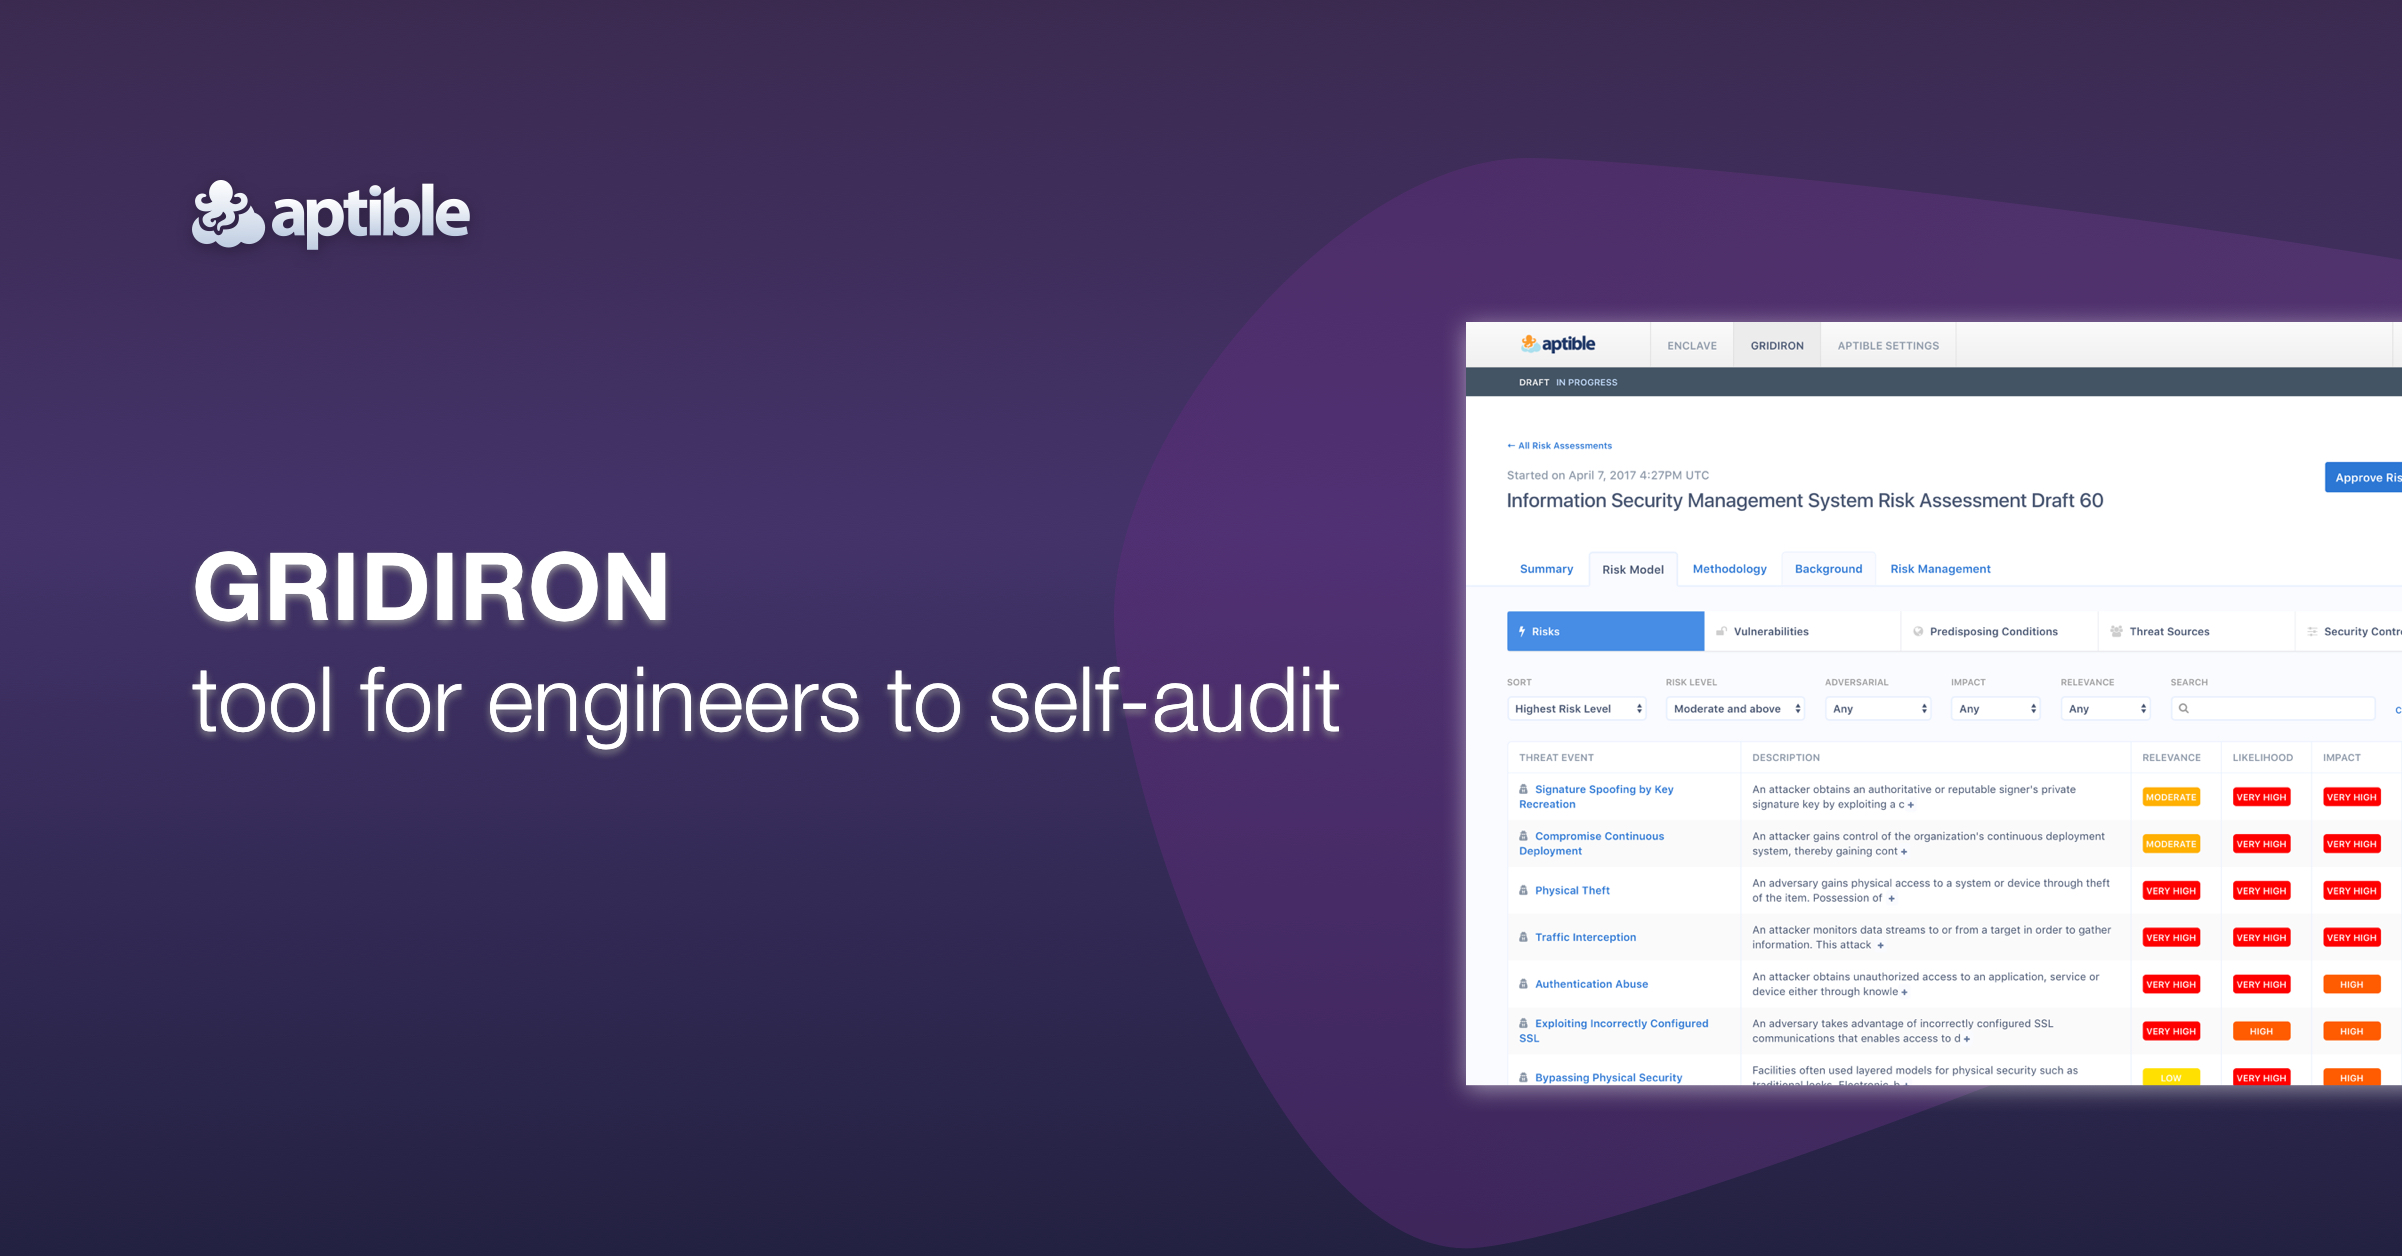 aptible
GRIDIRON
tool for engineers to self-audit
aptible
ENCLAVE
GRIDIRON
APTIBLE SETTINGS
DRAFT IN PROGRESS
← All Risk Assessments
Started on April 7, 2017 4:27PM UTC
Information Security Management System Risk Assessment Draft 60
Approve Ris
Summary
Risk Model
Methodology
Background
Risk Management
Risks
Vulnerabilities
Predisposing Conditions
Threat Sources
Security Contr
SORT
RISK LEVEL
ADVERSARIAL
IMPACT
RELEVANCE
SEARCH
Highest Risk Level
Moderate and above
Any
Any
Any
THREAT EVENT
DESCRIPTION
RELEVANCE
LIKELIHOOD
IMPACT
Signature Spoofing by Key
Recreation
An attacker obtains an authoritative or reputable signer's private
signature key by exploiting a c +
MODERATE
VERY HIGH
VERY HIGH
Compromise Continuous
Deployment
An attacker gains control of the organization's continuous deployment
system, thereby gaining cont +
MODERATE
VERY HIGH
VERY HIGH
Physical Theft
An adversary gains physical access to a system or device through theft
of the item. Possession of +
VERY HIGH
VERY HIGH
VERY HIGH
Traffic Interception
An attacker monitors data streams to or from a target in order to gather
information. This attack +
VERY HIGH
VERY HIGH
VERY HIGH
Authentication Abuse
An attacker obtains unauthorized access to an application, service or
device either through knowle +
VERY HIGH
VERY HIGH
HIGH
Exploiting Incorrectly Configured
SSL
An adversary takes advantage of incorrectly configured SSL
communications that enables access to d +
VERY HIGH
HIGH
HIGH
Bypassing Physical Security
Facilities often used layered models for physical security such as
traditional locks, Electronic-b +
LOW
VERY HIGH
HIGH